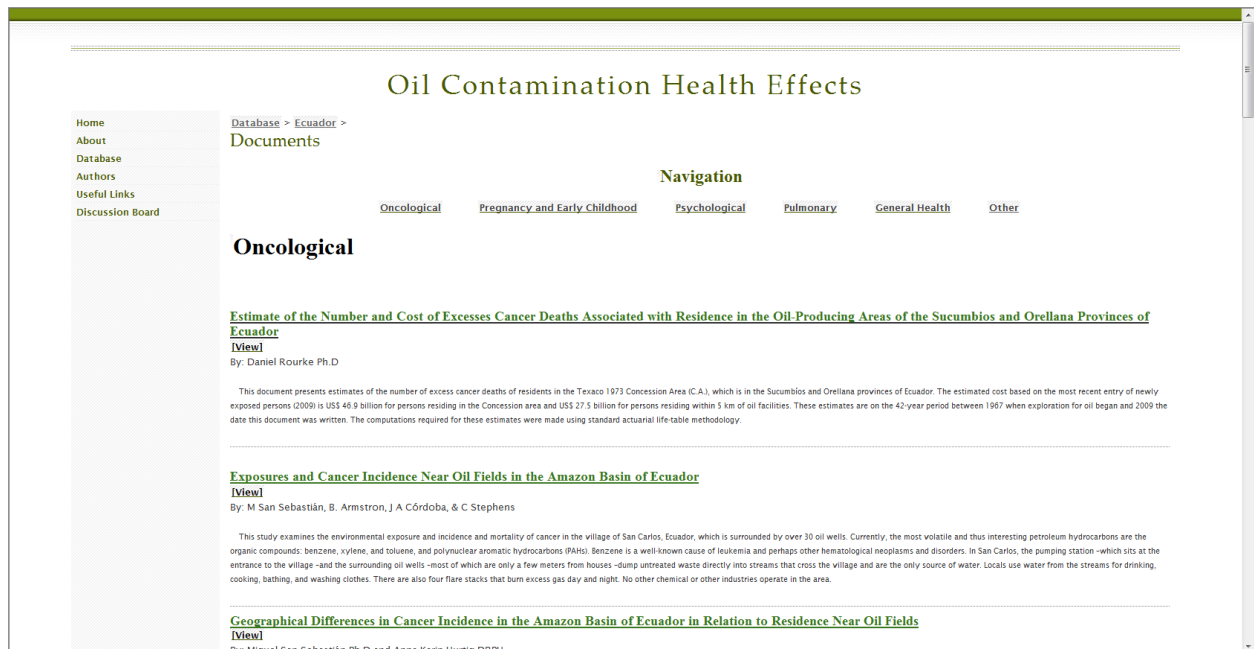 Oil Contamination Health Effects
Home
About
Database
Authors
Useful Links
Discussion Board
Database > Ecuador >
Documents
Navigation
Oncological Pregnancy and Early Childhood Psychological Pulmonary General Health Other
Oncological
Estimate of the Number and Cost of Excesses Cancer Deaths Associated with Residence in the Oil-Producing Areas of the Sucumbios and Orellana Provinces of
Ecuador
[View]
By: Daniel Rourke Ph.D
This document presents estimates of the number of excess cancer deaths of residents in the Texaco 1973 Concession Area (C.A.), which is in the Sucumbíos and Orellana provinces of Ecuador. The estimated cost based on the most recent entry of newly
exposed persons (2009) is US$ 46.9 billion for persons residing in the Concession area and US$ 27.5 billion for persons residing within 5 km of oil facilities. These estimates are on the 42-year period between 1967 when exploration for oil began and 2009 the
date this document was written. The computations required for these estimates were made using standard actuarial life-table methodology.
Exposures and Cancer Incidence Near Oil Fields in the Amazon Basin of Ecuador
[View]
By: M San Sebastián, B. Armstron, J A Córdoba, & C Stephens
This study examines the environmental exposure and incidence and mortality of cancer in the village of San Carlos, Ecuador, which is surrounded by over 30 oil wells. Currently, the most volatile and thus interesting petroleum hydrocarbons are the
organic compounds: benzene, xylene, and toluene, and polynuclear aromatic hydrocarbons (PAHs). Benzene is a well-known cause of leukemia and perhaps other hematological neoplasms and disorders. In San Carlos, the pumping station -which sits at the
entrance to the village -and the surrounding oil wells -most of which are only a few meters from houses -dump untreated waste directly into streams that cross the village and are the only source of water. Locals use water from the streams for drinking,
cooking, bathing, and washing clothes. There are also four flare stacks that burn excess gas day and night. No other chemical or other industries operate in the area.
Geographical Differences in Cancer Incidence in the Amazon Basin of Ecuador in Relation to Residence Near Oil Fields
[View]
By: Miguel San Sebastián Ph.D and Anna Karin Hurtig DRPH